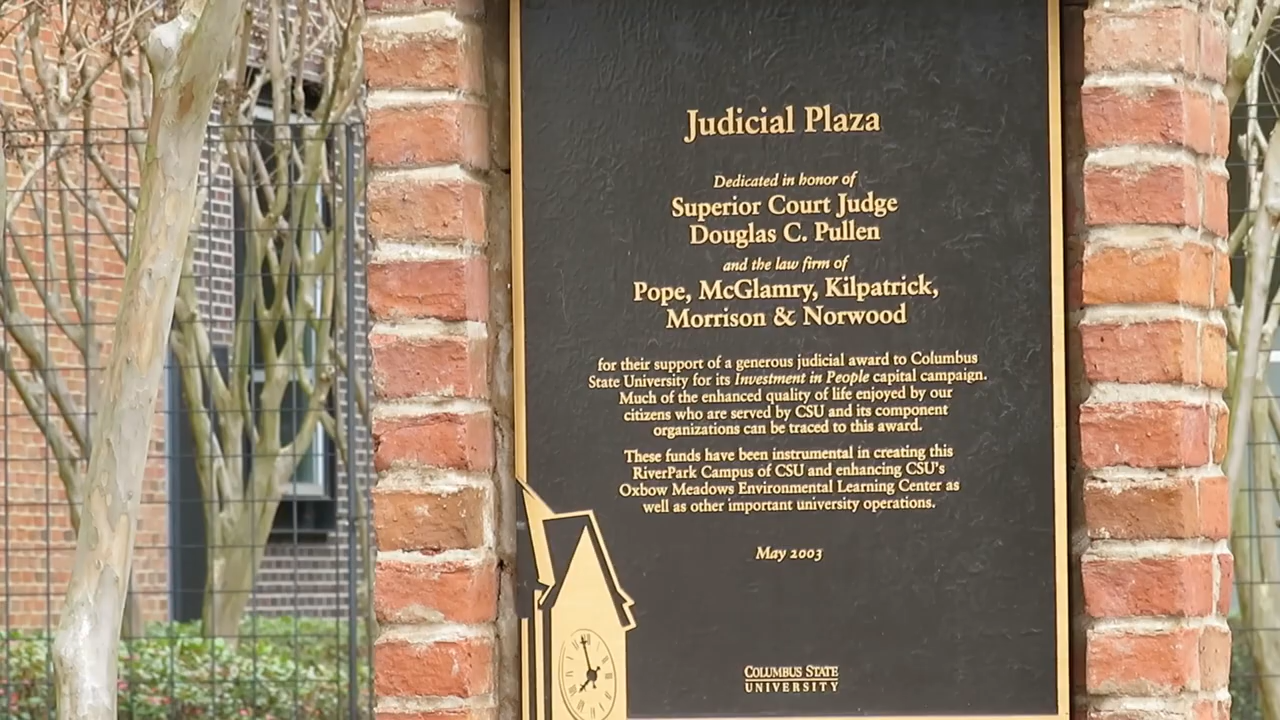 Judicial Plaza
Dedicated in honor of
Superior Court Judge
Douglas C. Pullen
and the law firm of
Pope, McGlamry, Kilpatrick,
Morrison & Norwood
for their support of a generous judicial award to Columbus
State University for its Investment in People capital campaign.
Much of the enhanced quality of life enjoyed by our
citizens who are served by CSU and its component
organizations can be traced to this award.
These funds have been instrumental in creating this
RiverPark Campus of CSU and enhancing CSU's
Oxbow Meadows Environmental Learning Center as
well as other important university operations.
May 2003
COLUMBUS STATE
UNIVERSITY